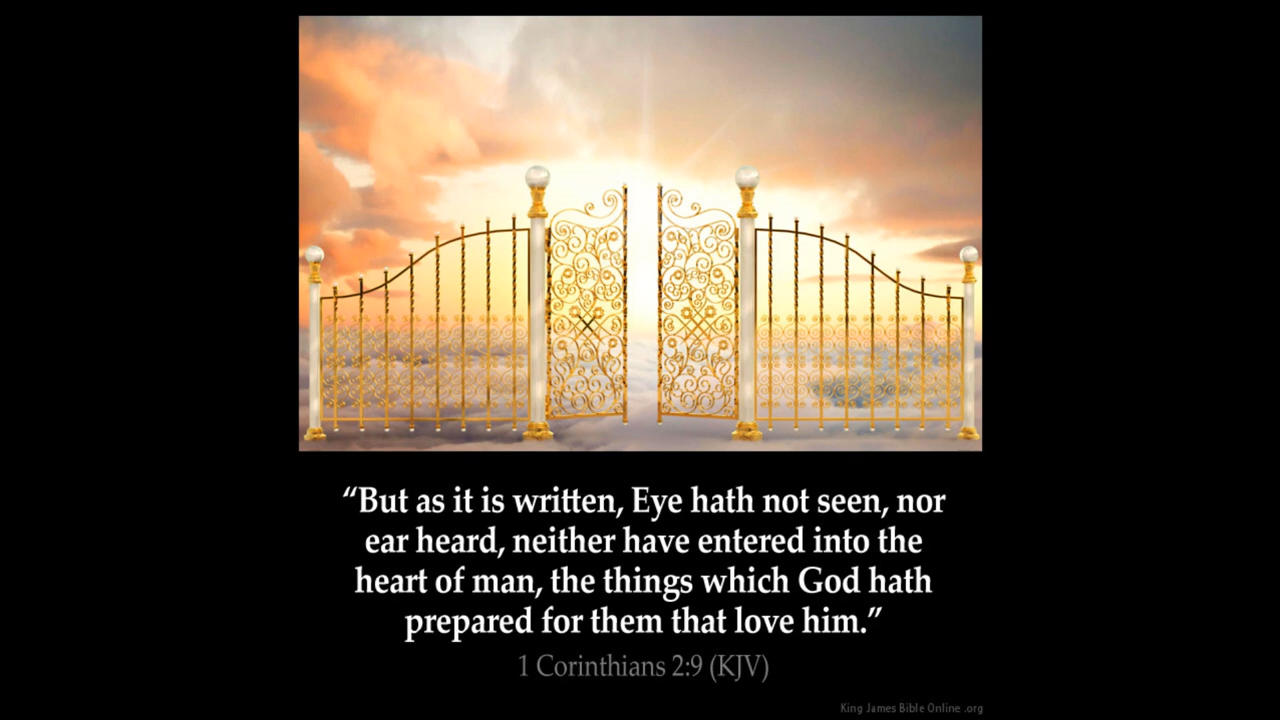 “But as it is written, Eye hath not seen, nor
ear heard, neither have entered into the
heart of man, the things which God hath
prepared for them that love him.”
1 Corinthians 2:9 (KJV)
King James Bible Online .org